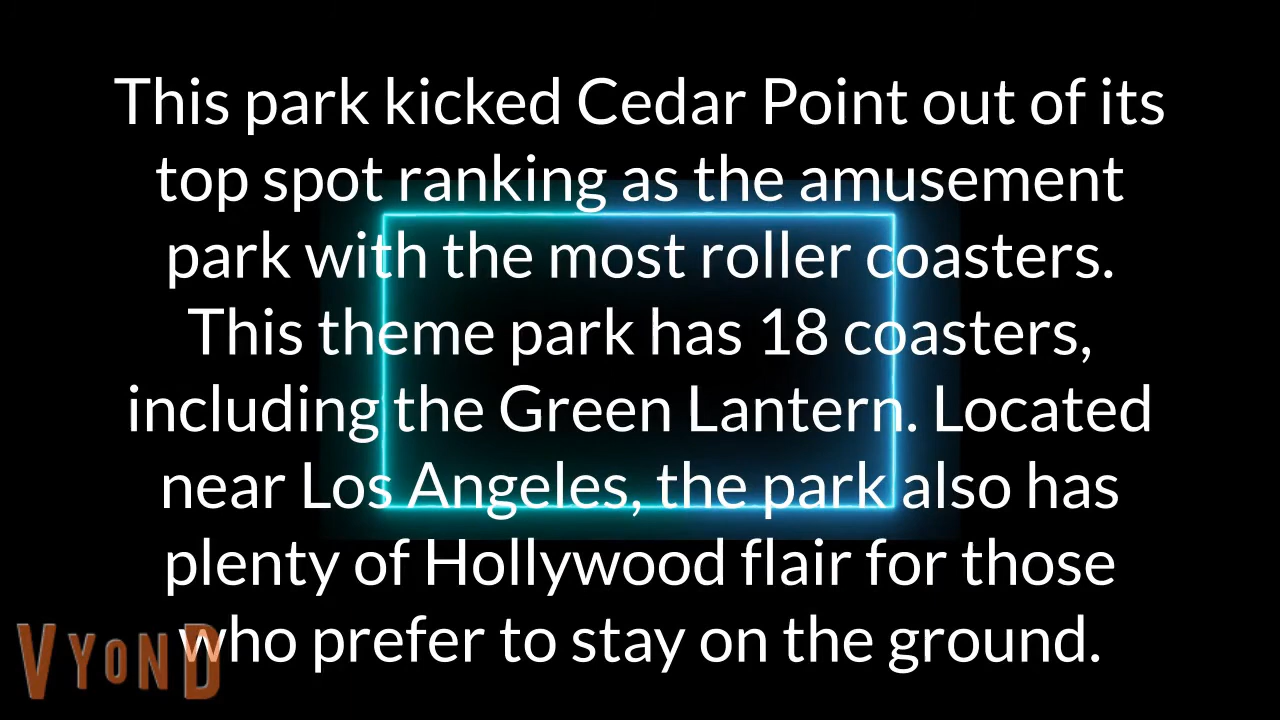 This park kicked Cedar Point out of its
top spot ranking as the amusement
park with the most roller coasters.
This theme park has 18 coasters,
including the Green Lantern. Located
near Los Angeles, the park also has
plenty of Hollywood flair for those
who prefer to stay on the ground.
VYOND